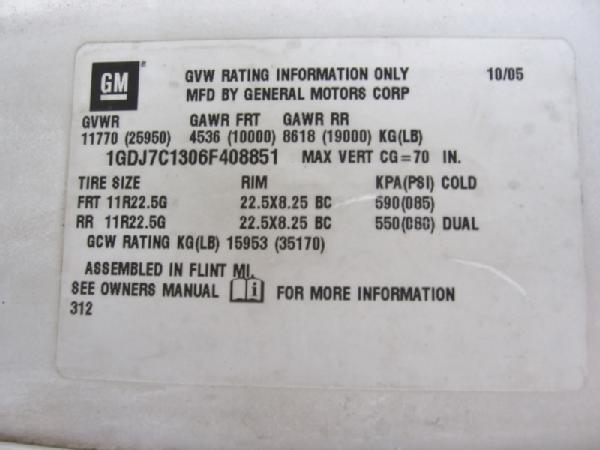 GM ® GVW RATING INFORMATION ONLY 10/05
MFD BY GENERAL MOTORS CORP
GVWR GAWR FRT GAWR RR
11770 (25950) 4536 (10000) 8618 (19000) KG(LB)
1GDJ7C1306F408851 MAX VERT CG=70 IN.
TIRE SIZE RIM KPA(PSI) COLD
FRT 11R22.5G 22.5X8.25 BC 590(085)
RR 11R22.5G 22.5X8.25 BC 550(080) DUAL
GCW RATING KG(LB) 15953 (35170)
ASSEMBLED IN FLINT MI.
SEE OWNERS MANUAL i FOR MORE INFORMATION
312